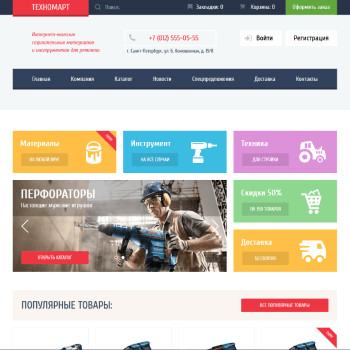 ТЕХНОМАРТ
Поиск:
Закладки: 0
Корзина: 0
Оформить заказ
Интернет-магазин
строительных материалов
и инструментов для ремонта
+7 (812) 555-05-55
г. Санкт-Петербург, ул. Б. Конюшенная, д. 19/8
Войти
Регистрация
Главная
Компания
Каталог
Новости
Спецпредложения
Доставка
Контакты
Материалы
НА ЛЮБОЙ ВКУС
Инструмент
НА ВСЕ СЛУЧАИ
Техника
ДЛЯ СТРОЙКИ
ПЕРФОРАТОРЫ
Настоящие мужские игрушки
ОТКРЫТЬ КАТАЛОГ
Скидки 50%
Доставка
БЕСПЛАТНО
ПОПУЛЯРНЫЕ ТОВАРЫ:
ВСЕ ПОПУЛЯРНЫЕ ТОВАРЫ